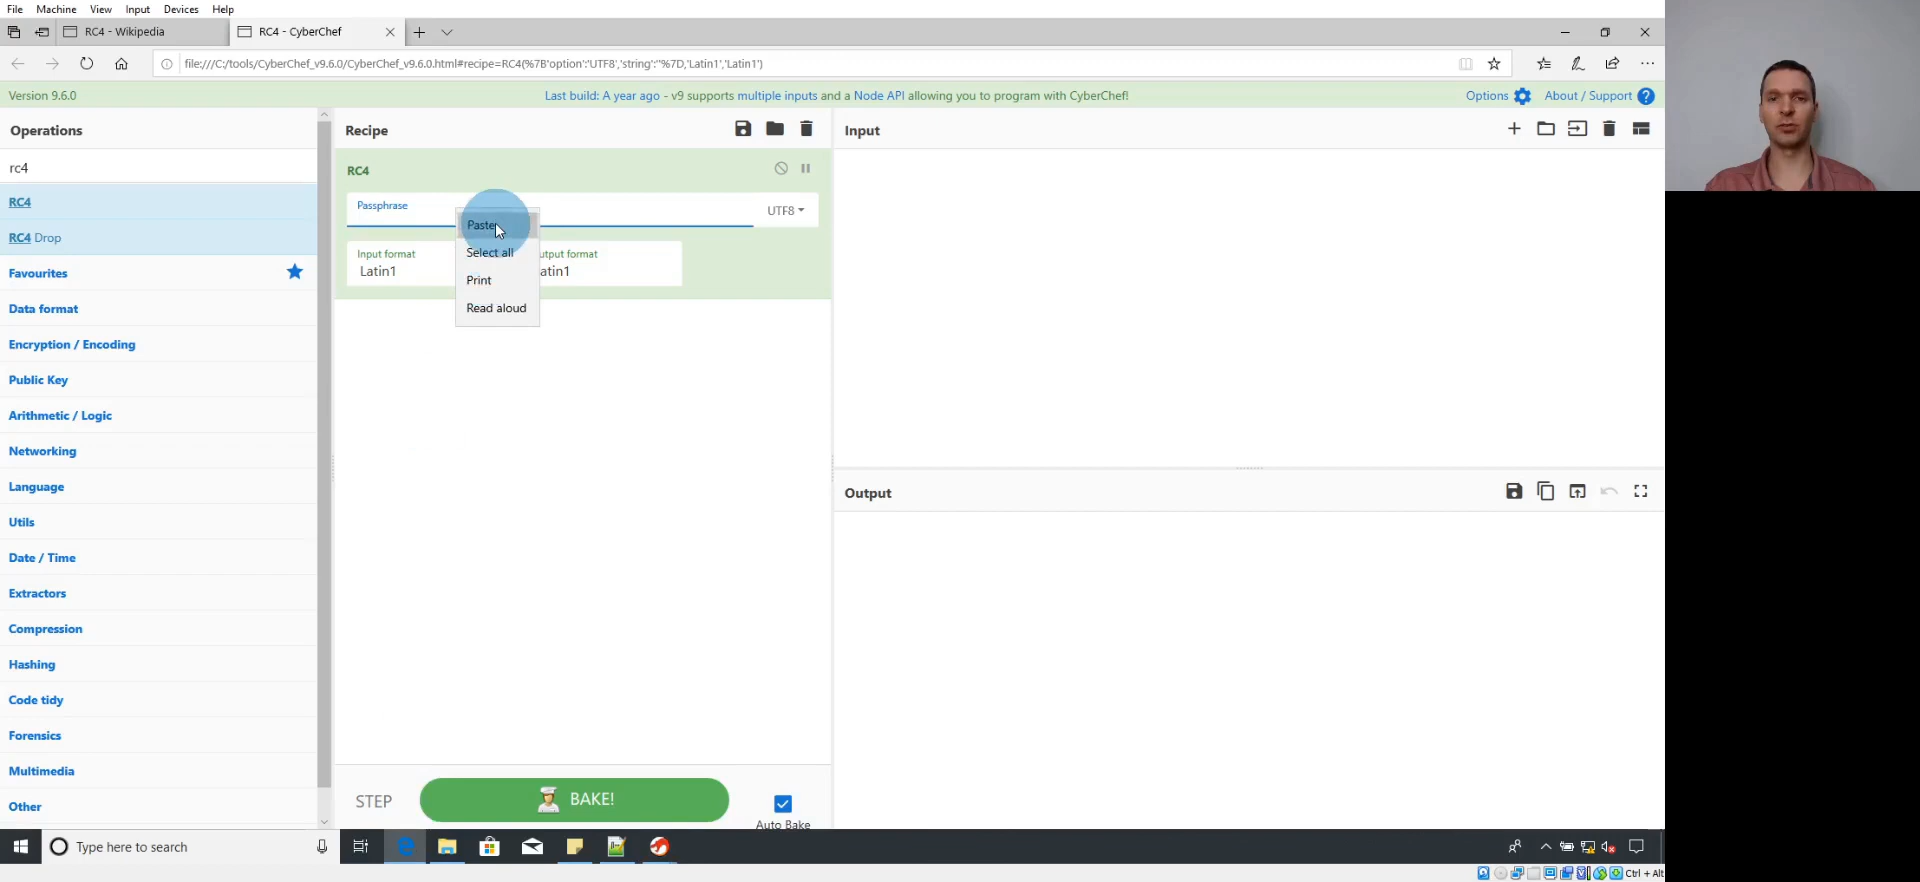 File Machine View Input Devices Help
RC4 - Wikipedia
RC4 - CyberChef
file:///C:/tools/CyberChef_v9.6.0/CyberChef_v9.6.0.html#recipe=RC4(%7B'option':'UTF8','string':''%7D,'Latin1','Latin1')
Version 9.6.0
Last build: A year ago - v9 supports multiple inputs and a Node API allowing you to program with CyberChef!
Options
About / Support
Operations
rc4
RC4
RC4 Drop
Favourites
Data format
Encryption / Encoding
Public Key
Arithmetic / Logic
Networking
Language
Utils
Date / Time
Extractors
Compression
Hashing
Code tidy
Forensics
Multimedia
Other
Recipe
RC4
Passphrase
UTF8
Input format
Latin1
utput format
atin1
Paste
Select all
Print
Read aloud
STEP
BAKE!
Auto Bake
Input
Output
Type here to search
Ctrl + Alt